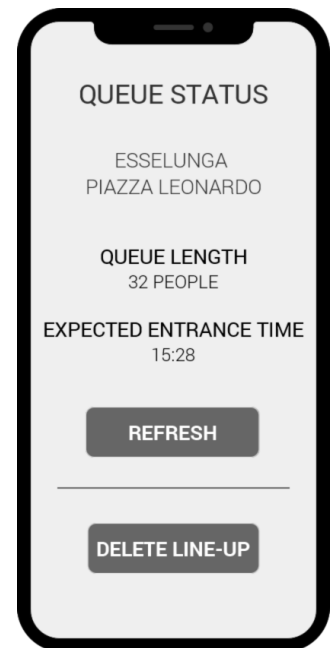 QUEUE STATUS
ESSELUNGA
PIAZZA LEONARDO
QUEUE LENGTH
32 PEOPLE
EXPECTED ENTRANCE TIME
15:28
REFRESH
DELETE LINE-UP